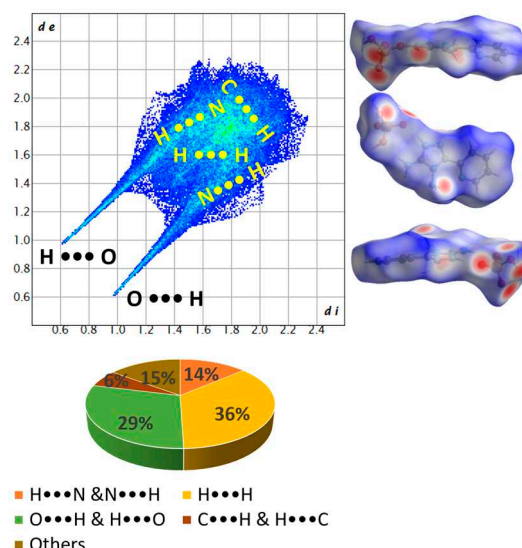 d e
2.4
2.2
2.0
1.8
1.6
1.4
1.2
1.0
0.8
0.6
H●●●N
C●●●H
H●●●H
N●●●H
H●●●O
O●●●H
d i
0.6 0.8 1.0 1.2 1.4 1.6 1.8 2.0 2.2 2.4
6% 15% 14%
29% 36%
H●●●N &N●●●H H●●●H
O●●●H & H●●●O C●●●H & H●●●C
Others